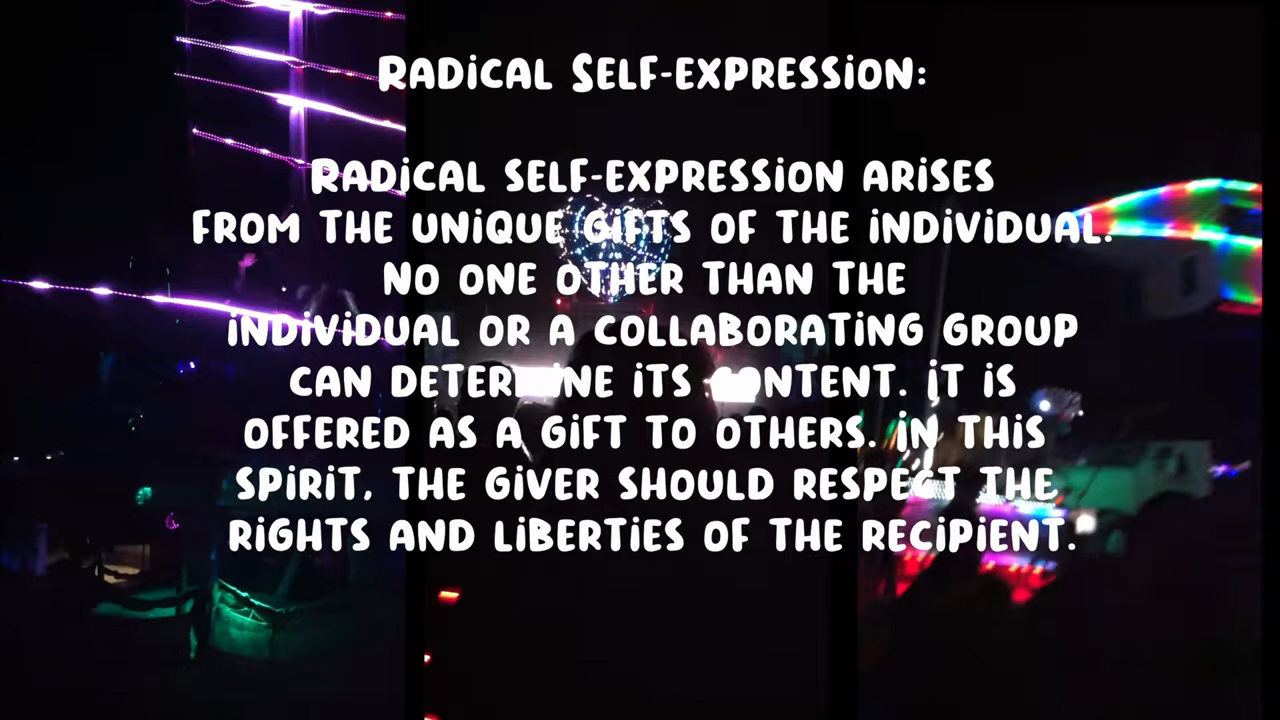 Radical Self-expression:
Radical self-expression arises
from the unique gifts of the individual.
No one other than the
individual or a collaborating group
can determine its content. It is
offered as a gift to others. In this
spirit, the giver should respect the
rights and liberties of the recipient.